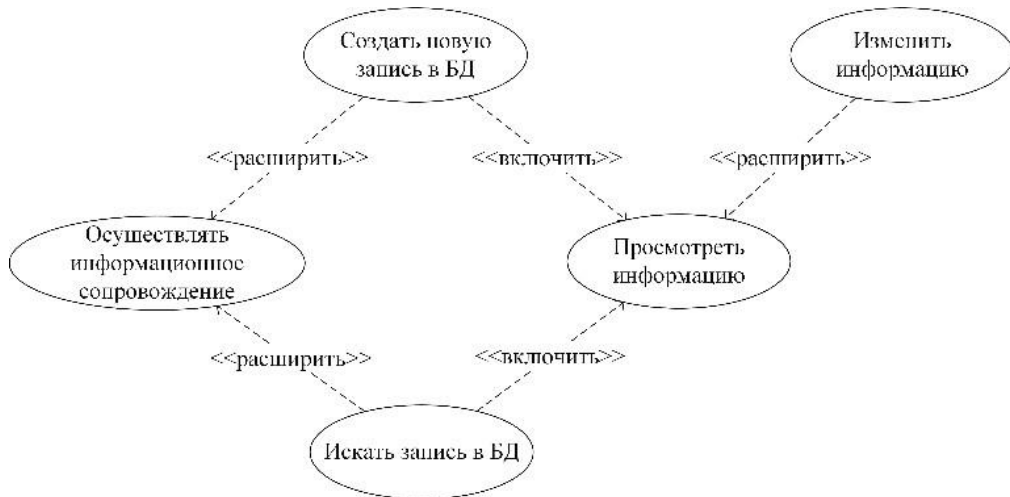 Создать новую
запись в БД
Изменить
информацию
<<расширить>>
<<включить>>
<<расширить>>
Осуществлять
информационное
сопровождение
Просмотреть
информацию
<<расширить>>
<<включить>>
Искать запись в БД